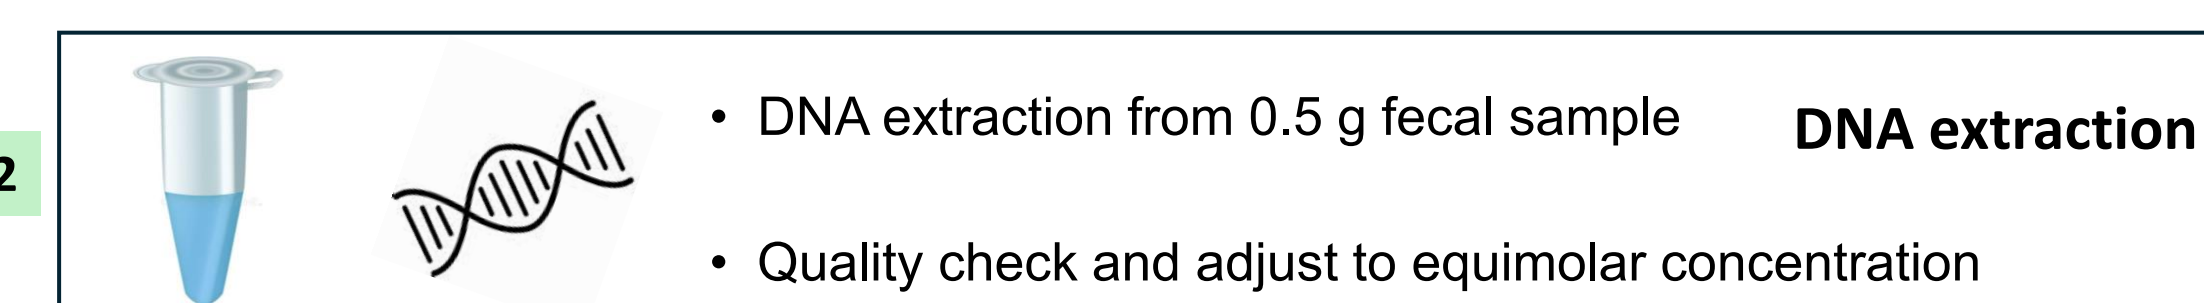 • DNA extraction from 0.5 g fecal sample
DNA extraction
2
• Quality check and adjust to equimolar concentration